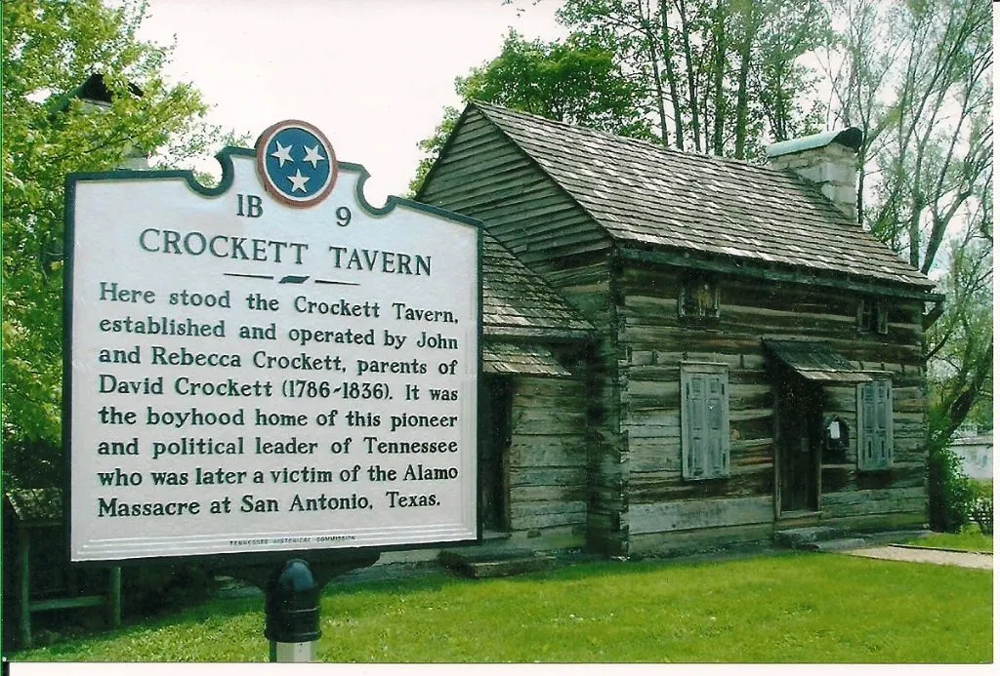 1B 9
CROCKETT TAVERN
Here stood the Crockett Tavern,
established and operated by John
and Rebecca Crockett, parents of
David Crockett (1786-1836). It was
the boyhood home of this pioneer
and political leader of Tennessee
who was later a victim of the Alamo
Massacre at San Antonio, Texas.
TENNESSEE HISTORICAL COMMISSION